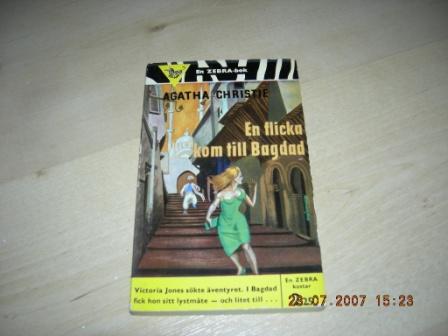 En ZEBRA-bok
AGATHA CHRISTIE
En flicka
kom till Bagdad
Victoria Jones sökte äventyret. I Bagdad
fick hon sitt lystmäte — och litet till . . .
En ZEBRA
kostar
23.07.2007 15:23